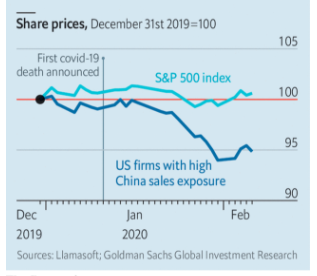 Share prices, December 31st 2019=100
105
First covid-19
death announced
S&P 500 index
100
95
US firms with high
China sales exposure
90
Dec
Jan
Feb
2019
2020
Sources: Llamasoft; Goldman Sachs Global Investment Research